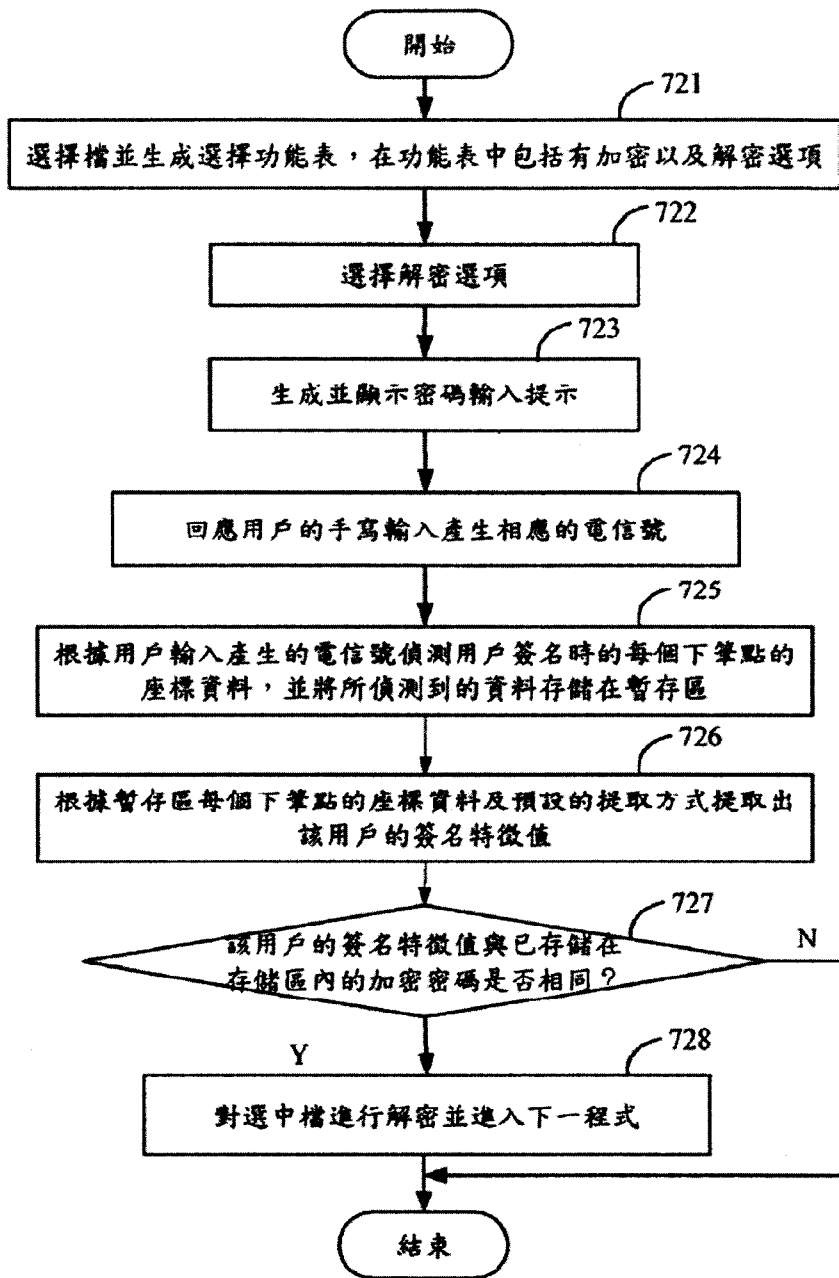 開始
721
選擇檔並生成選擇功能表，在功能表中包括有加密以及解密選項
722
選擇解密選項
723
生成並顯示密碼輸入提示
724
回應用戶的手寫輸入產生相應的電信號
725
根據用戶輸入產生的電信號偵測用戶簽名時的每個下筆點的
座標資料，並將所偵測到的資料存儲在暫存區
726
根據暫存區每個下筆點的座標資料及預設的提取方式提取出
該用戶的簽名特徵值
727
該用戶的簽名特徵值與已存儲在
存儲區內的加密密碼是否相同？
N
Y
728
對選中檔進行解密並進入下一程式
結束